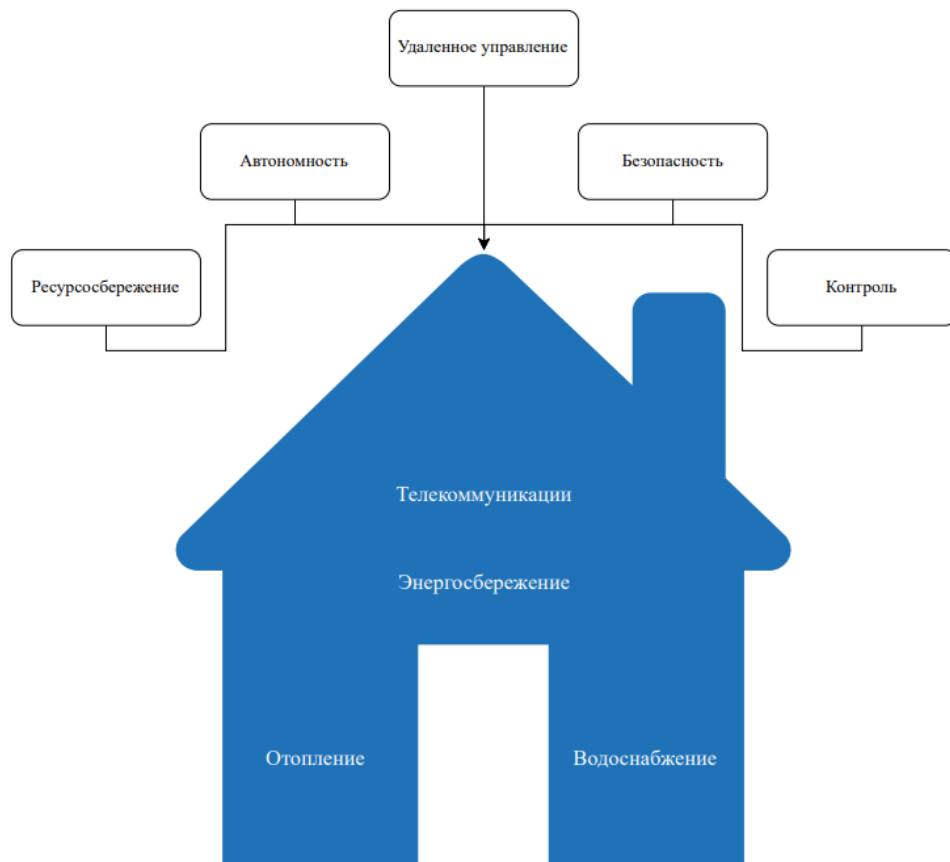 Удаленное управление
Автономность
Безопасность
Ресурсосбережение
Контроль
Телекоммуникации
Энергосбережение
Отопление
Водоснабжение